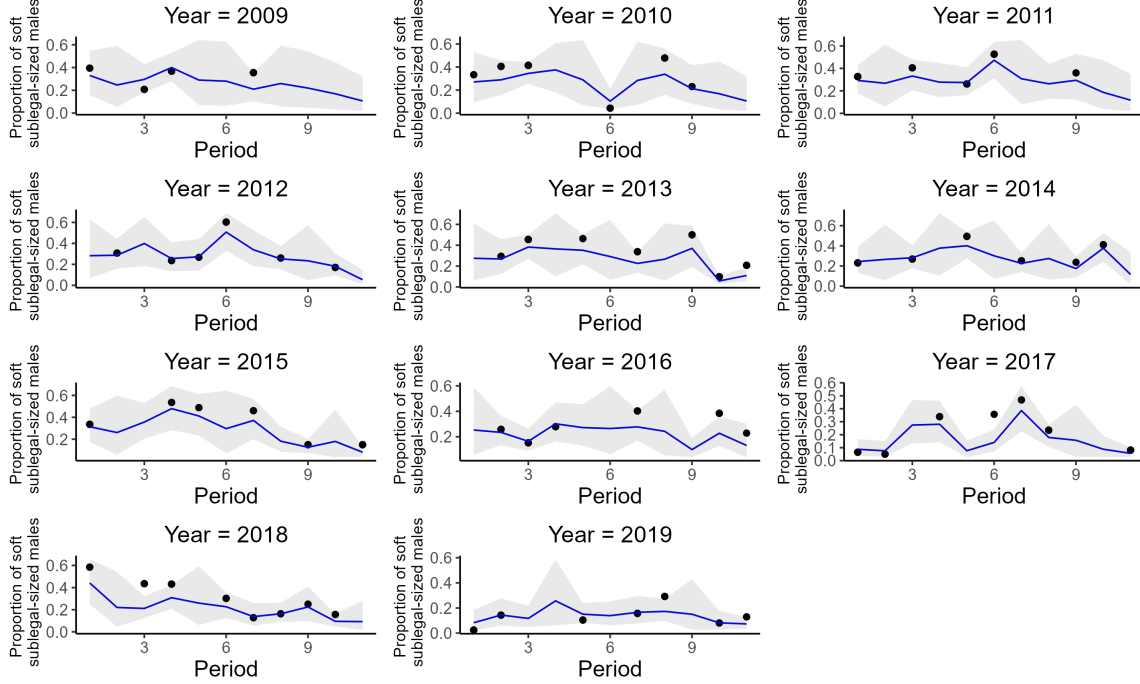 Year = 2009
Proportion of soft
sublegal-sized males
0.6
0.4
0.2
0.0
3 6 9
Period
Year = 2010
Proportion of soft
sublegal-sized males
0.6
0.4
0.2
0.0
3 6 9
Period
Year = 2011
Proportion of soft
sublegal-sized males
0.6
0.4
0.2
0.0
3 6 9
Period
Year = 2012
Proportion of soft
sublegal-sized males
0.6
0.4
0.2
0.0
3 6 9
Period
Year = 2013
Proportion of soft
sublegal-sized males
0.6
0.4
0.2
0.0
3 6 9
Period
Year = 2014
Proportion of soft
sublegal-sized males
0.6
0.4
0.2
0.0
3 6 9
Period
Year = 2015
Proportion of soft
sublegal-sized males
0.6
0.4
0.2
3 6 9
Period
Year = 2016
Proportion of soft
sublegal-sized males
0.6
0.4
0.2
3 6 9
Period
Year = 2017
Proportion of soft
sublegal-sized males
0.6
0.5
0.4
0.3
0.2
0.1
0.0
3 6 9
Period
Year = 2018
Proportion of soft
sublegal-sized males
0.6
0.4
0.2
0.0
3 6 9
Period
Year = 2019
Proportion of soft
sublegal-sized males
0.6
0.4
0.2
0.0
3 6 9
Period